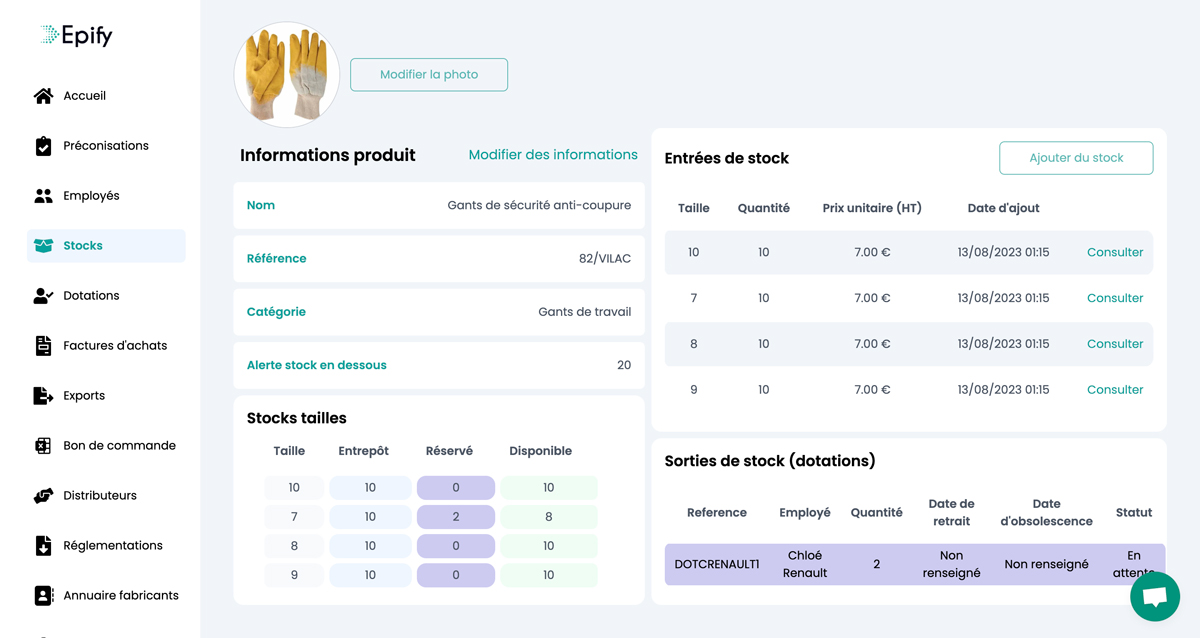 Epify
Accueil
Préconisations
Employés
Stocks
Dotations
Factures d'achats
Exports
Bon de commande
Distributeurs
Réglementations
Annuaire fabricants
Modifier la photo
Informations produit
Modifier des informations
Nom
Gants de sécurité anti-coupure
Référence
82/VILAC
Catégorie
Gants de travail
Alerte stock en dessous
20
Stocks tailles
Taille Entrepôt Réservé Disponible
10 10 0 10
7 10 2 8
8 10 0 10
9 10 0 10
Entrées de stock
Ajouter du stock
Taille Quantité Prix unitaire (HT) Date d'ajout
10 10 7.00 € 13/08/2023 01:15 Consulter
7 10 7.00 € 13/08/2023 01:15 Consulter
8 10 7.00 € 13/08/2023 01:15 Consulter
9 10 7.00 € 13/08/2023 01:15 Consulter
Sorties de stock (dotations)
Reference
Employé
Quantité
Date de
retrait
Date
d'obsolescence
Statut
DOTCRENAULT1
Chloé
Renault
2
Non
renseigné
Non renseigné
En
attente